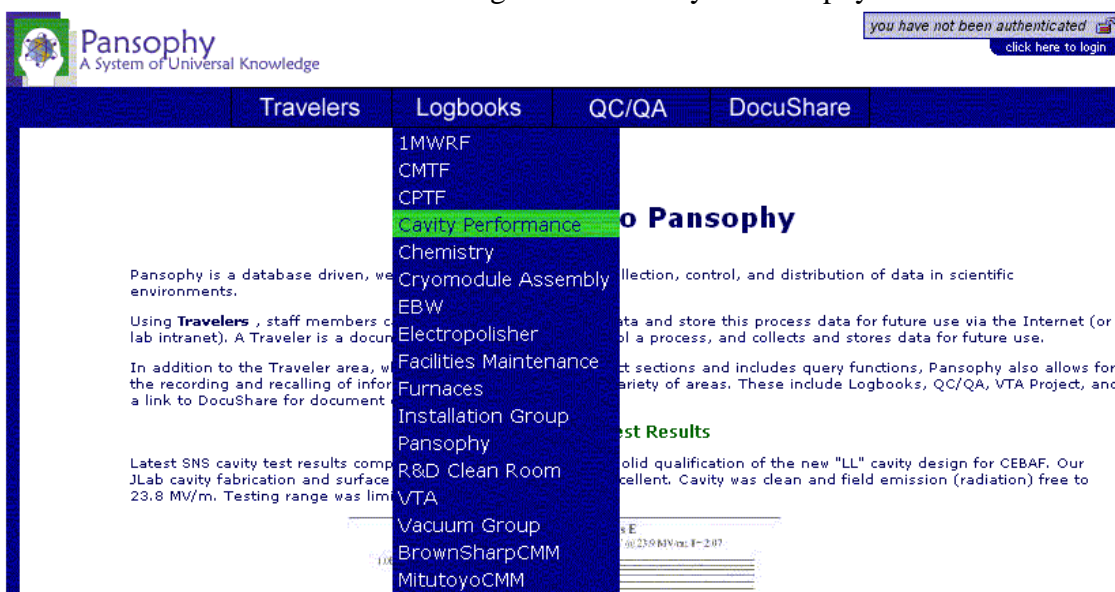 you have not been authenticated
click here to login
Pansophy
A System of Universal Knowledge
Travelers Logbooks QC/QA DocuShare
1MWRF
CMTF
CPTF
Cavity Performance
o Pansophy
Chemistry
Pansophy is a database driven, we llection, control, and distribution of data in scientific
Cryomodule Assembly
environments.
EBW
Using Travelers , staff members c ata and store this process data for future use via the Internet (or
Electropolisher
lab intranet). A Traveler is a docun ol a process, and collects and stores data for future use.
Facilities Maintenance
In addition to the Traveler area, w ct sections and includes query functions, Pansophy also allows for
Furnaces
the recording and recalling of infor ariety of areas. These include Logbooks, QC/QA, VTA Project, and
a link to DocuShare for document
Installation Group
Pansophy
est Results
Latest SNS cavity test results comp olid qualification of the new "LL" cavity design for CEBAF. Our
R&D Clean Room
JLab cavity fabrication and surface cellent. Cavity was clean and field emission (radiation) free to
VTA
23.8 MV/m. Testing range was limi
Vacuum Group
BrownSharpCMM
MitutoyoCMM